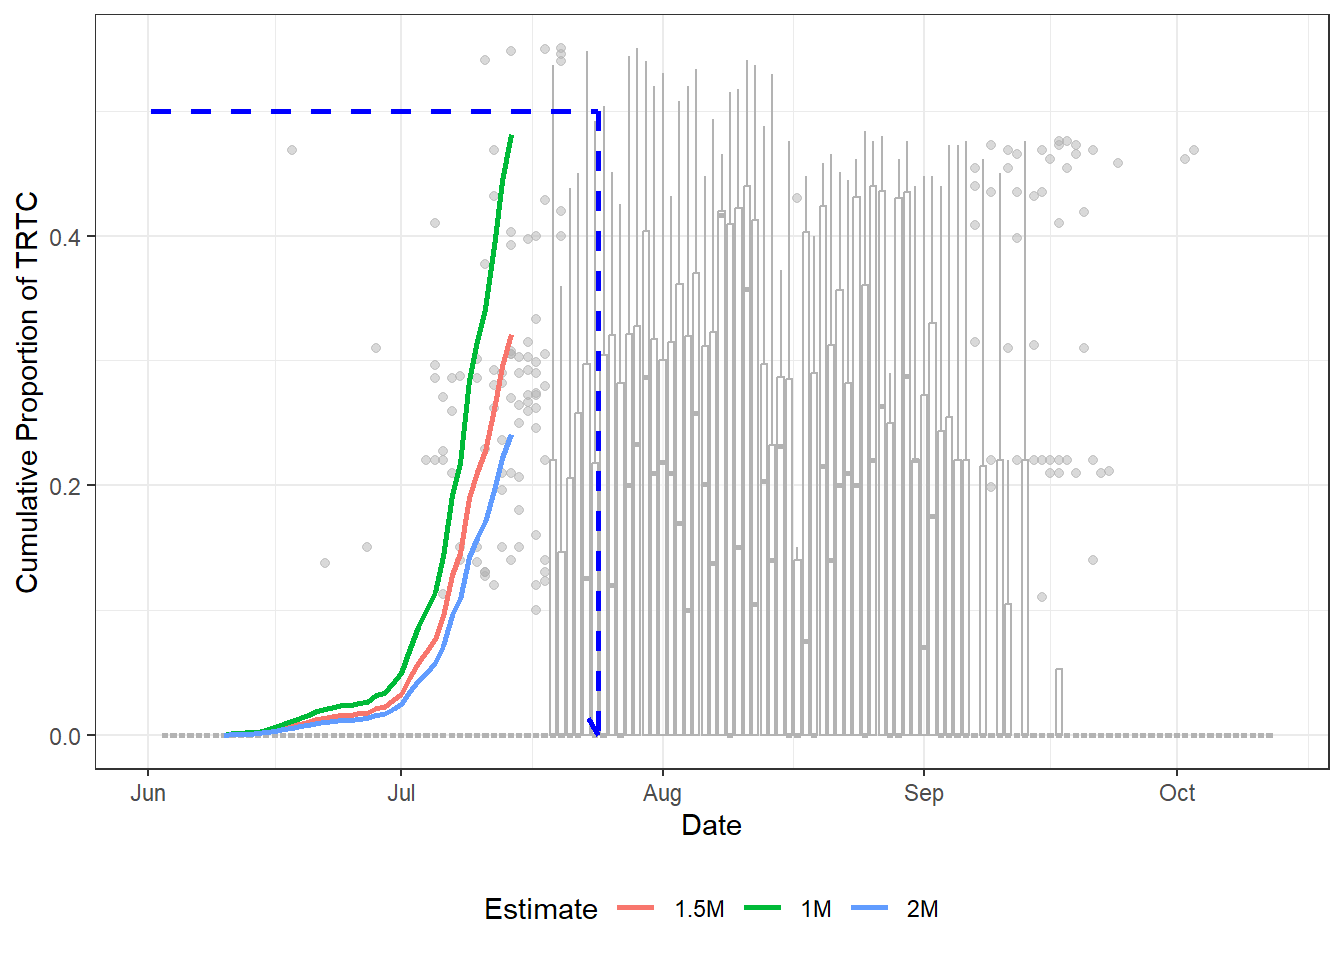 Cumulative Proportion of TRTC
0.4
0.2
0.0
Jun Jul Aug Sep Oct
Date
Estimate 1.5M 1M 2M